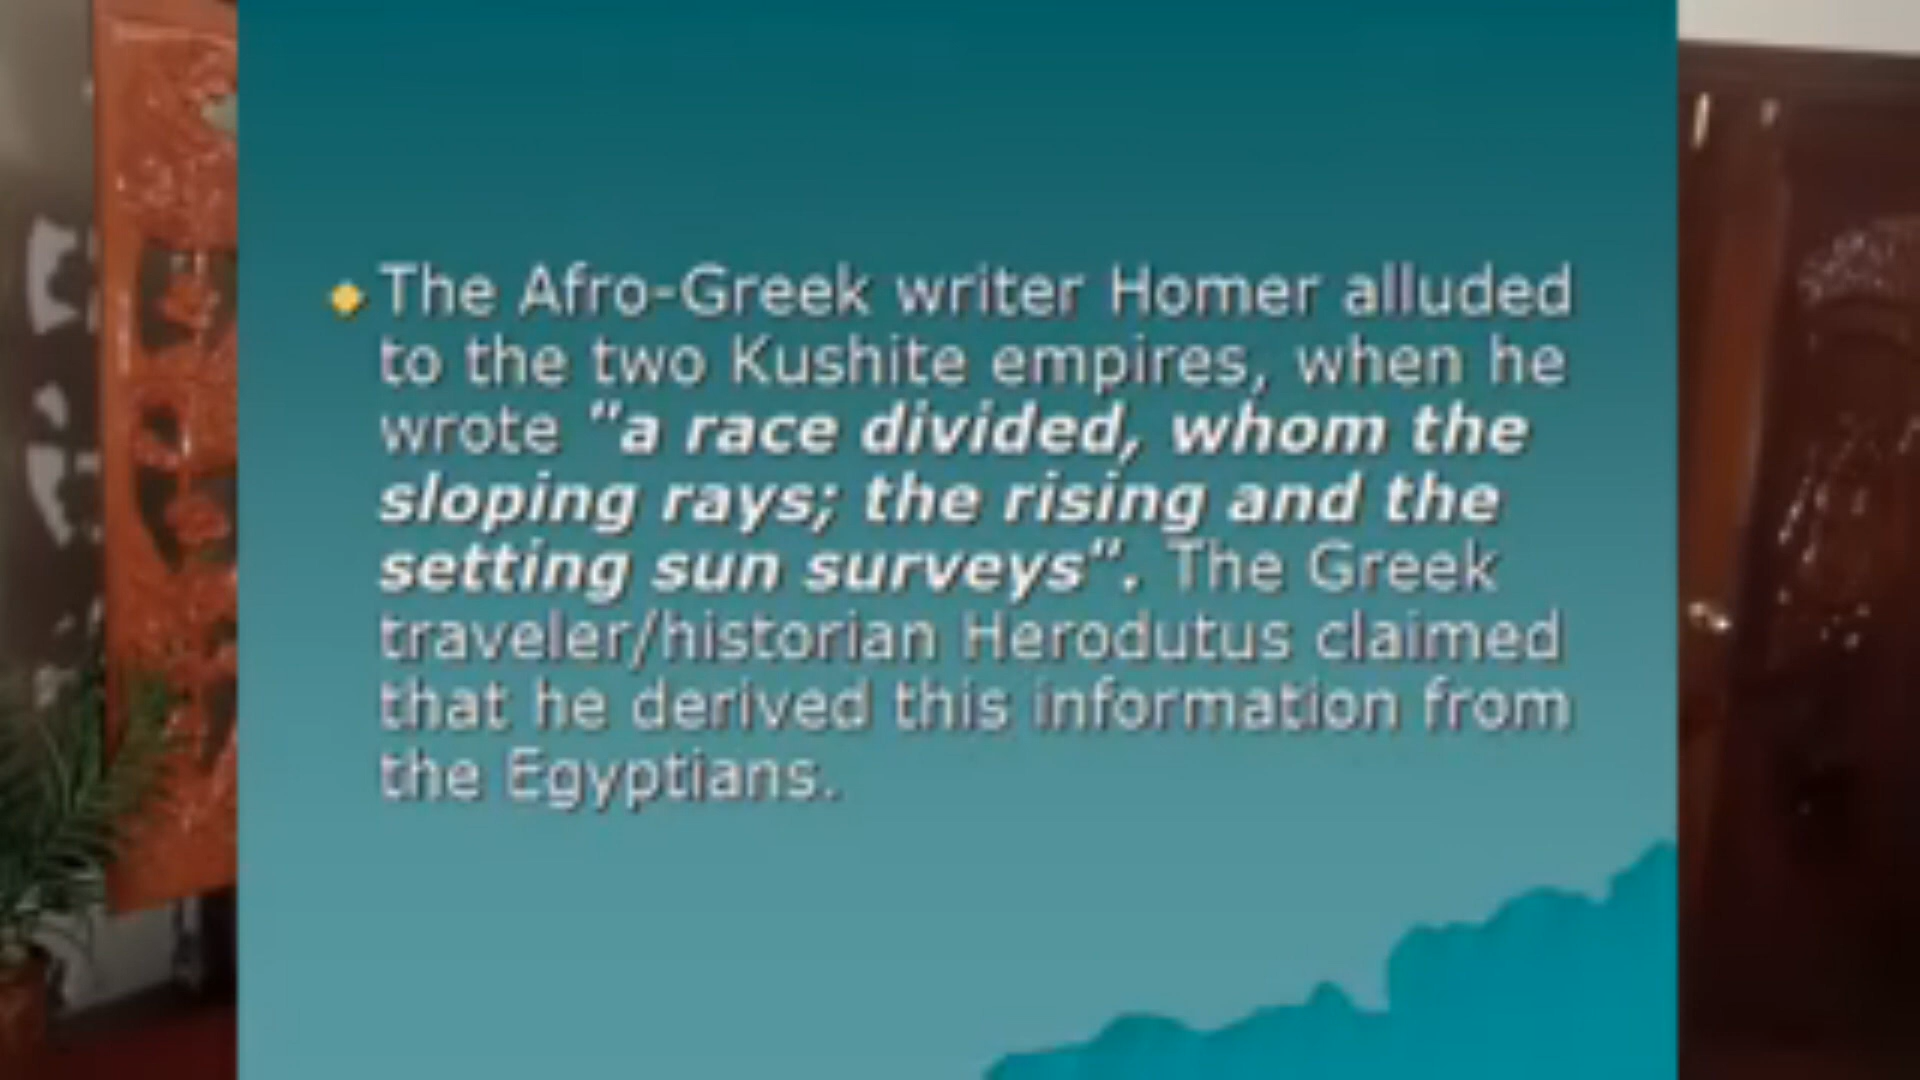 The Afro-Greek writer Homer alluded
to the two Kushite empires, when he
wrote "a race divided, whom the
sloping rays; the rising and the
setting sun surveys". The Greek
traveler/historian Herodutus claimed
that he derived this information from
the Egyptians.